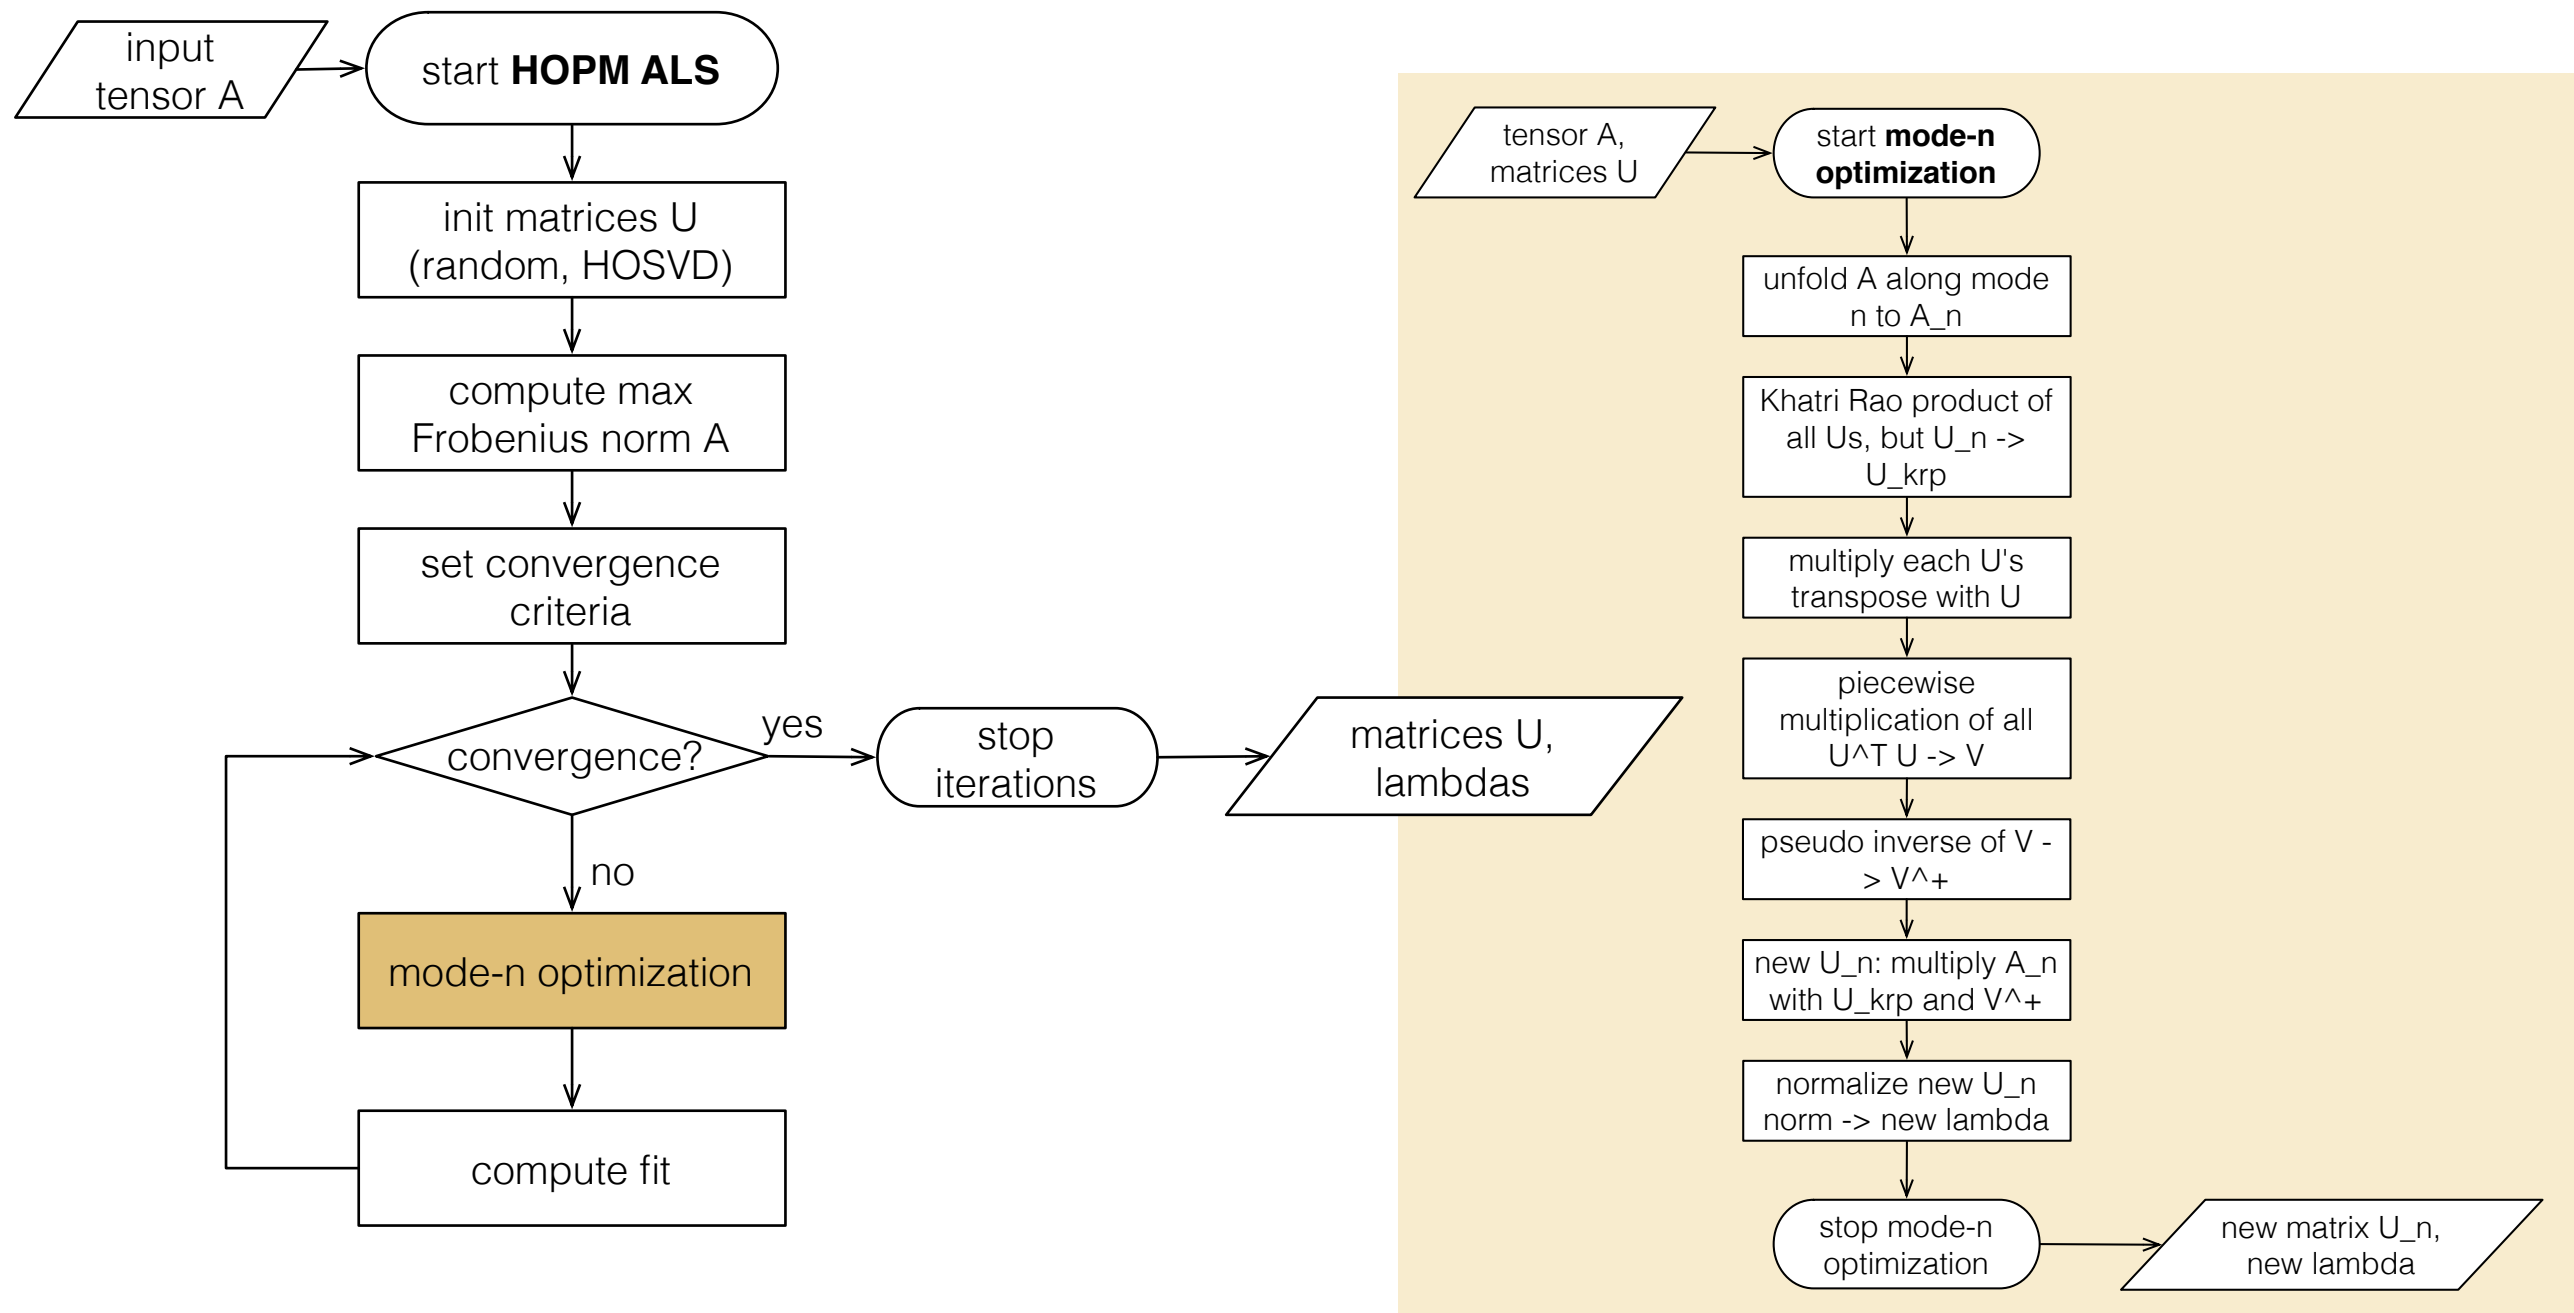 input
tensor A
start HOPM ALS
init matrices U
(random, HOSVD)
compute max
Frobenius norm A
set convergence
criteria
convergence?
yes
stop
iterations
matrices U,
lambdas
no
mode-n optimization
compute fit
tensor A,
matrices U
start mode-n
optimization
unfold A along mode
n to A_n
Khatri Rao product of
all Us, but U_n ->
U_krp
multiply each U's
transpose with U
piecewise
multiplication of all
U^T U -> V
pseudo inverse of V -
> V^+
new U_n: multiply A_n
with U_krp and V^+
normalize new U_n
norm -> new lambda
stop mode-n
optimization
new matrix U_n,
new lambda